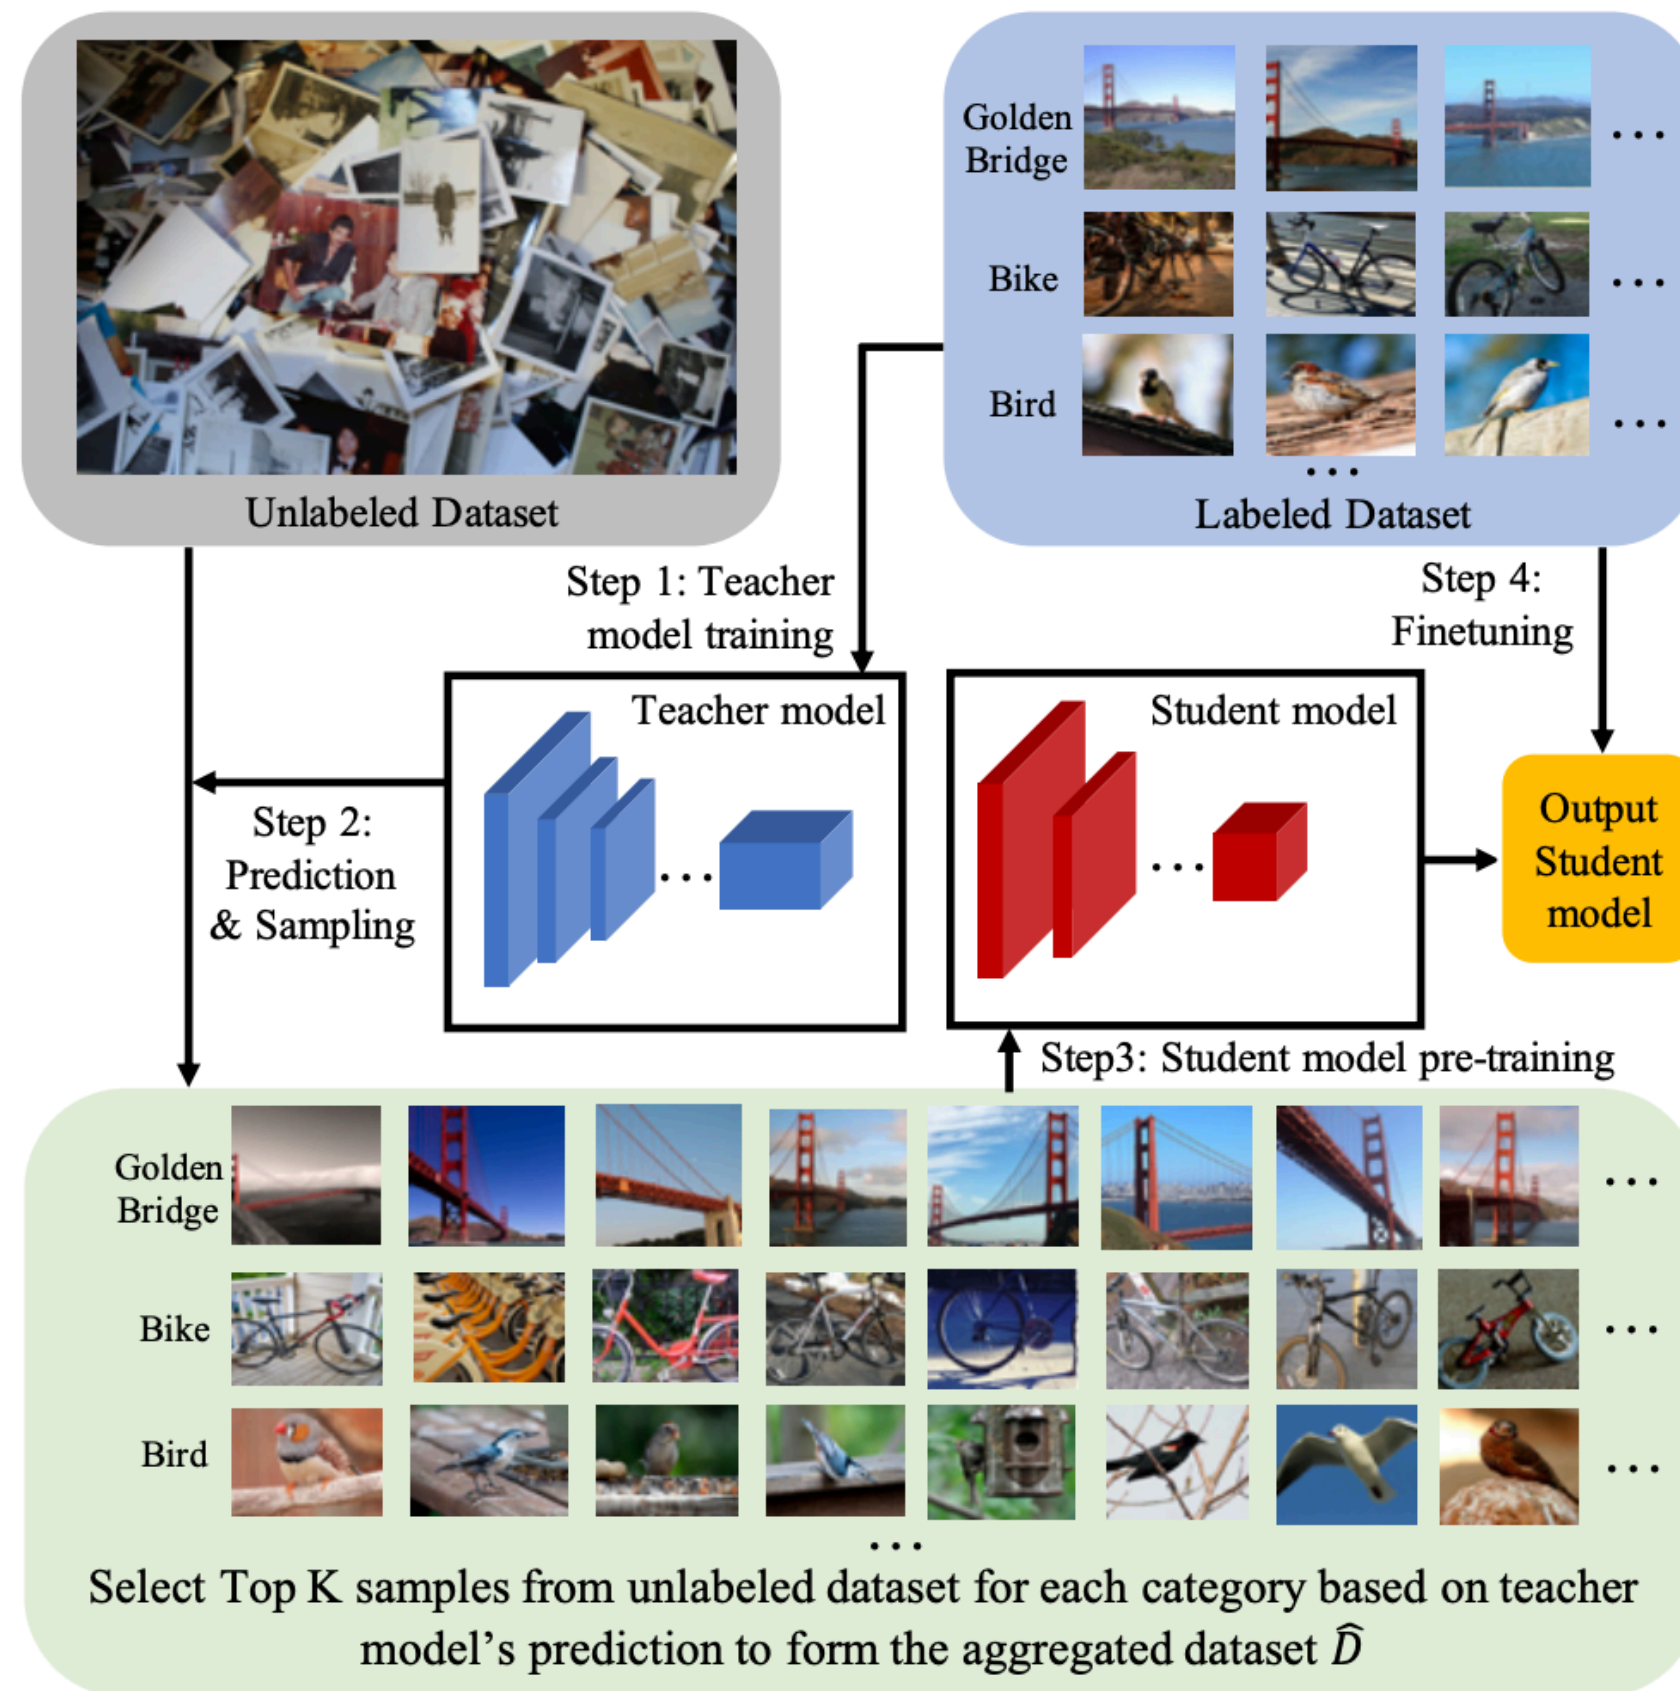 Golden
Bridge
...
Bike
...
Bird
...
...
Unlabeled Dataset
Labeled Dataset
Step 1: Teacher
model training
Step 4:
Finetuning
Teacher model
...
Student model
...
Step 2:
Prediction
& Sampling
Output
Student
model
Step3: Student model pre-training
Golden
Bridge
...
Bike
...
Bird
...
...
Select Top K samples from unlabeled dataset for each category based on teacher
model’s prediction to form the aggregated dataset D̂